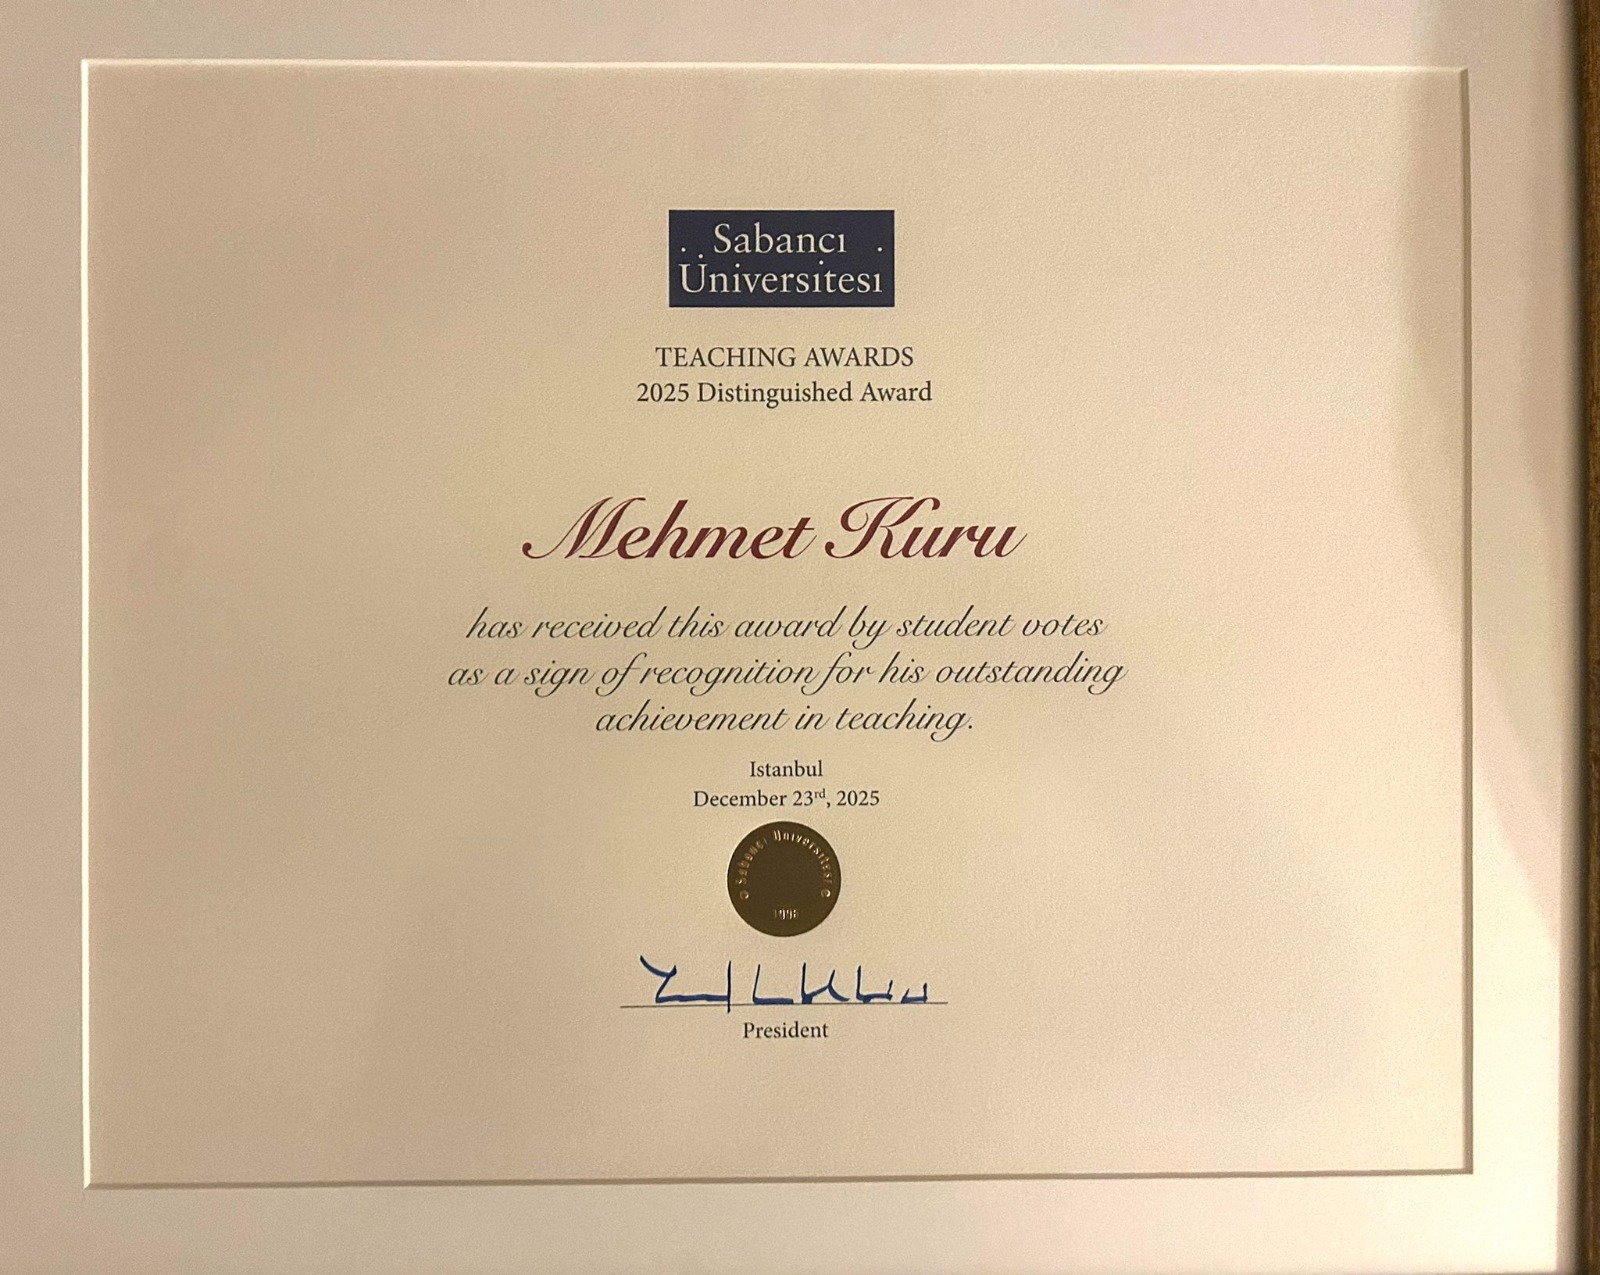 Sabancı
Üniversitesi
TEACHING AWARDS
2025 Distinguished Award
Mehmet Kuru
has received this award by student votes
as a sign of recognition for his outstanding
achievement in teaching.
Istanbul
December 23rd, 2025
Sabancı Üniversitesi
President